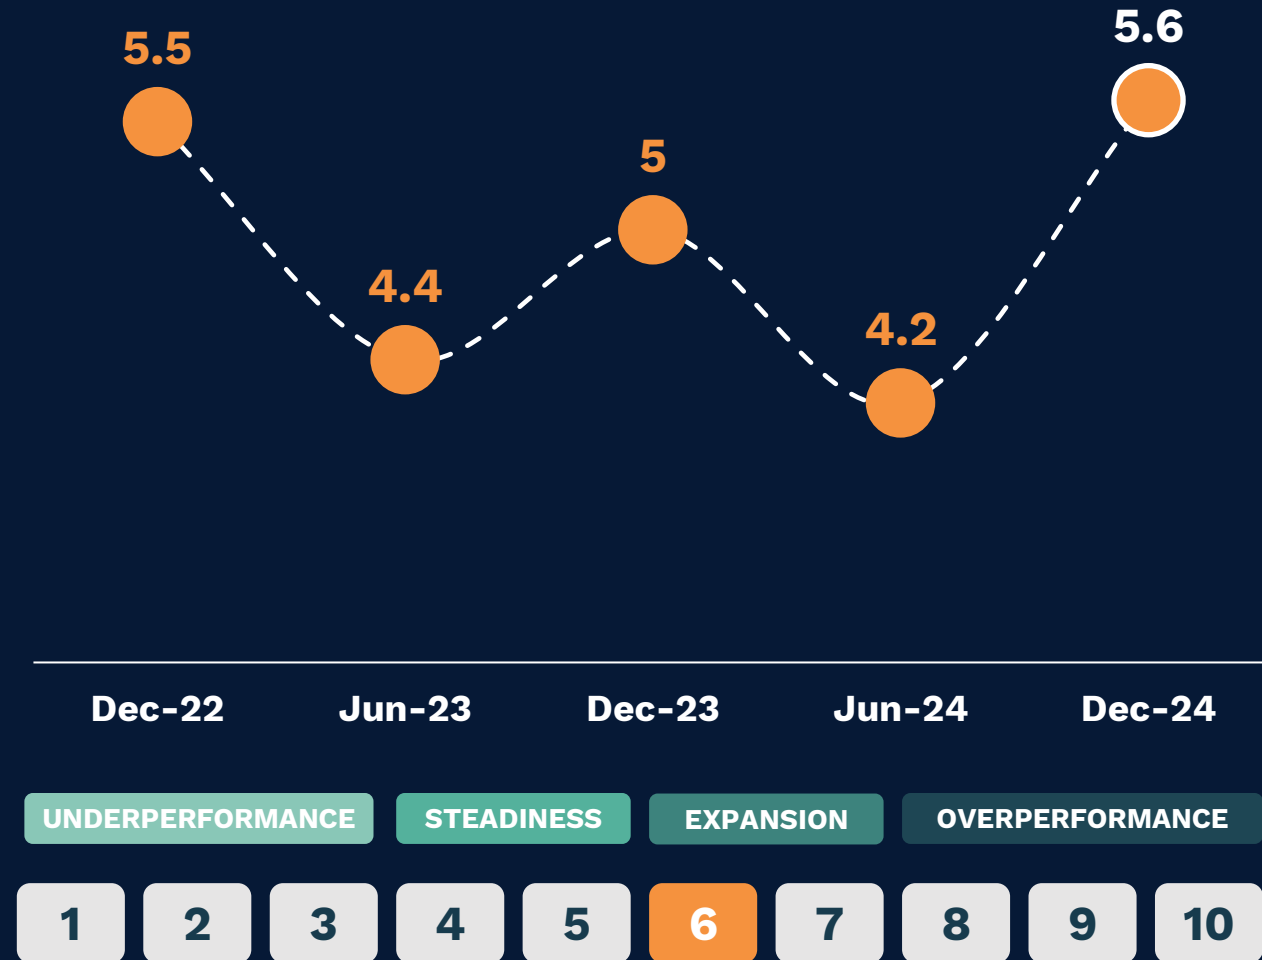 5.5
5.6
5
4.4
4.2
Dec-22 Jun-23 Dec-23 Jun-24 Dec-24
UNDERPERFORMANCE STEADINESS EXPANSION OVERPERFORMANCE
1 2 3 4 5 6 7 8 9 10